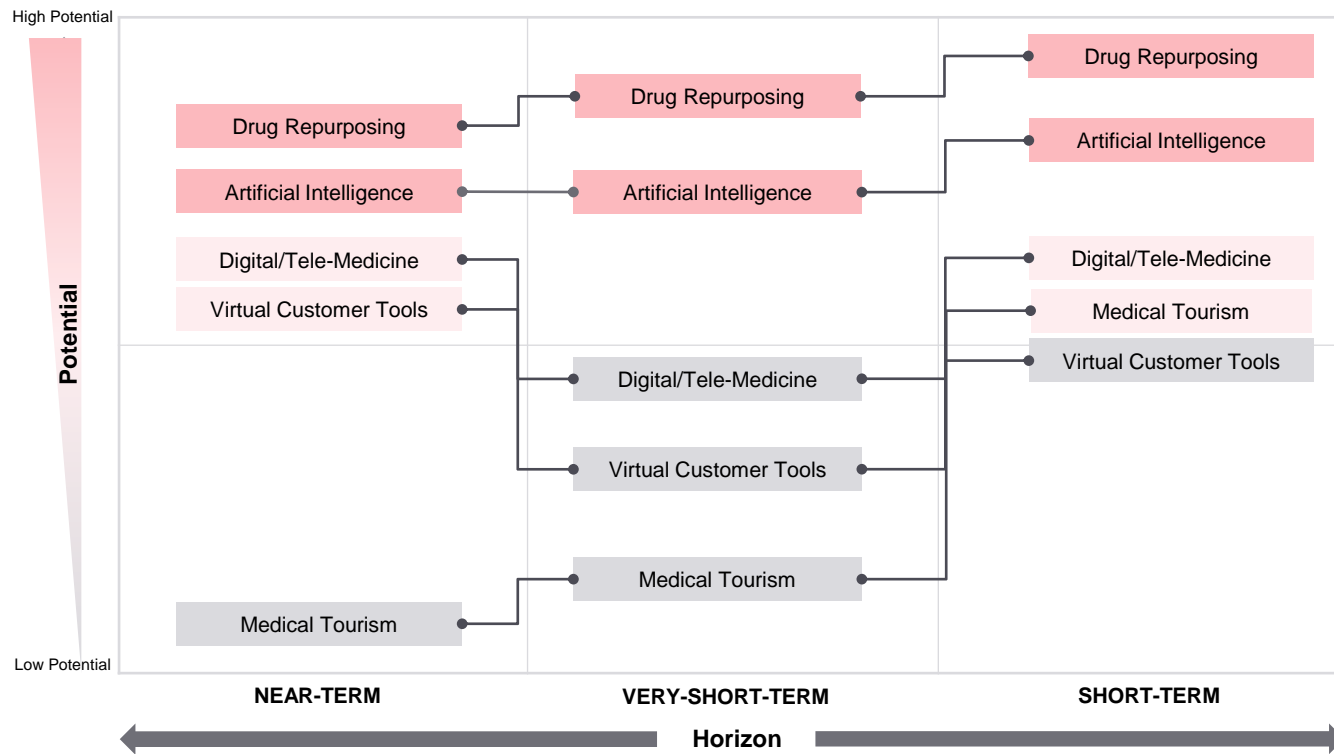 High Potential
Potential
Low Potential
Drug Repurposing
Artificial Intelligence
Digital/Tele-Medicine
Virtual Customer Tools
Medical Tourism
Drug Repurposing
Artificial Intelligence
Digital/Tele-Medicine
Virtual Customer Tools
Medical Tourism
Drug Repurposing
Artificial Intelligence
Digital/Tele-Medicine
Medical Tourism
Virtual Customer Tools
NEAR-TERM
VERY-SHORT-TERM
SHORT-TERM
Horizon